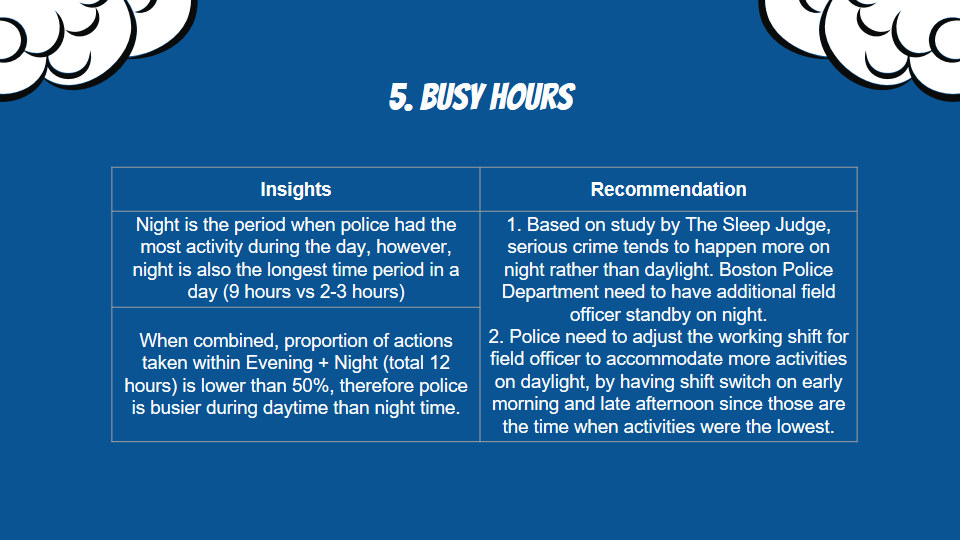 5. BUSY HOURS
Insights
Recommendation
Night is the period when police had the
most activity during the day, however,
night is also the longest time period in a
day (9 hours vs 2-3 hours)
When combined, proportion of actions
taken within Evening + Night (total 12
hours) is lower than 50%, therefore police
is busier during daytime than night time.
1. Based on study by The Sleep Judge,
serious crime tends to happen more on
night rather than daylight. Boston Police
Department need to have additional field
officer standby on night.
2. Police need to adjust the working shift for
field officer to accommodate more activities
on daylight, by having shift switch on early
morning and late afternoon since those are
the time when activities were the lowest.